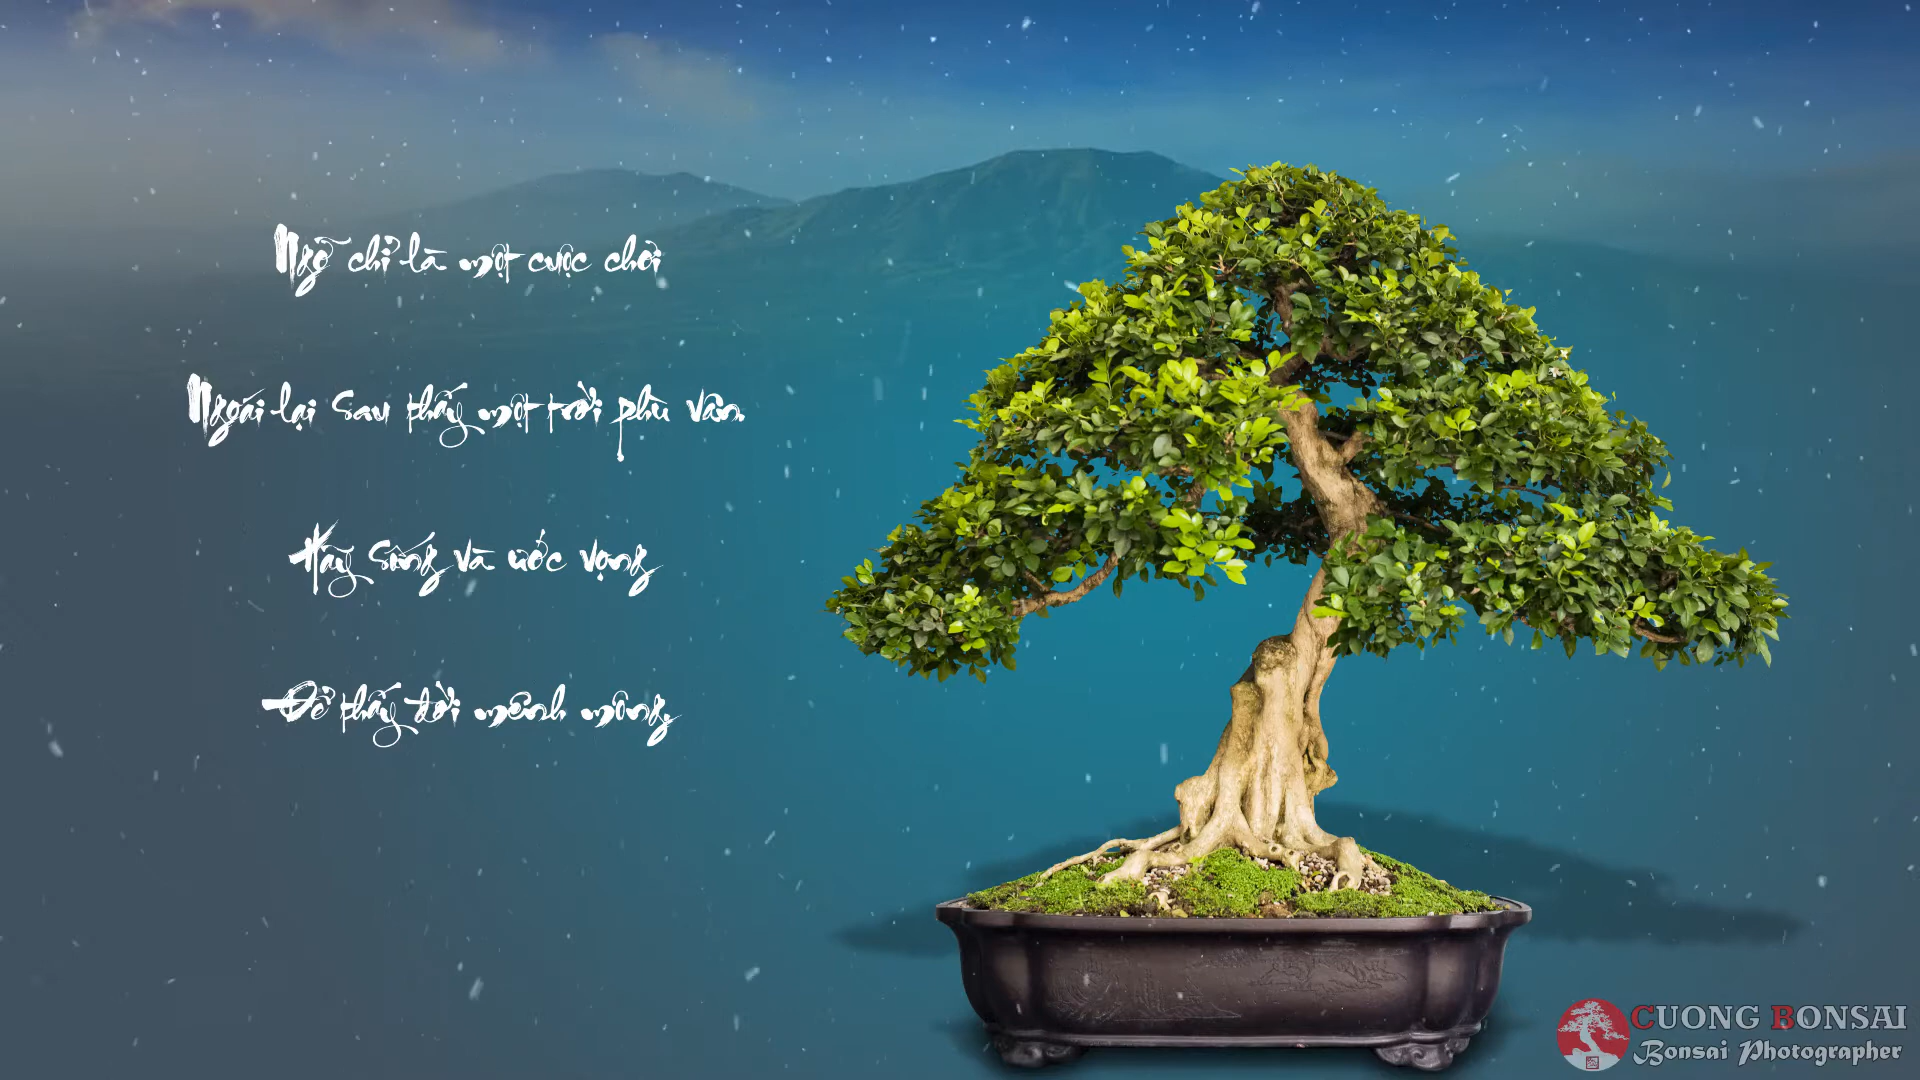 Ngỡ chỉ là một cuộc chơi
Ngoái lại sau thấy một trời phù vân.
Hãy sống và ước vọng
Để thấy đời mênh mông.
CUONG BONSAI
Bonsai Photographer